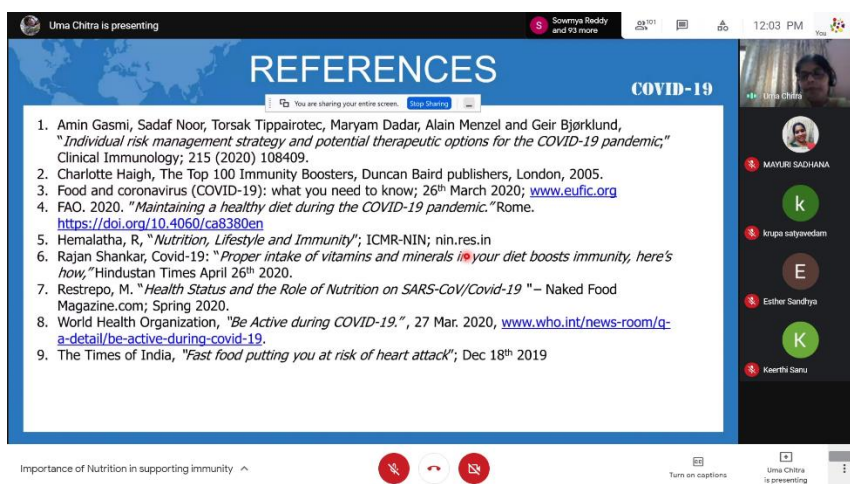 Uma Chitra is presenting
S
Sowmya Reddy
and 93 more
101
12:03 PM
You
REFERENCES
COVID-19
You are sharing your entire screen.
Stop Sharing
1. Amin Gasmi, Sadaf Noor, Torsak Tippairotec, Maryam Dadar, Alain Menzel and Geir Bjørklund,
"Individual risk management strategy and potential therapeutic options for the COVID-19 pandemic,"
Clinical Immunology; 215 (2020) 108409.
2. Charlotte Haigh, The Top 100 Immunity Boosters, Duncan Baird publishers, London, 2005.
3. Food and coronavirus (COVID-19): what you need to know; 26th March 2020; www.eufic.org
4. FAO. 2020. "Maintaining a healthy diet during the COVID-19 pandemic." Rome.
https://doi.org/10.4060/ca8380en
5. Hemalatha, R, "Nutrition, Lifestyle and Immunity"; ICMR-NIN; nin.res.in
6. Rajan Shankar, Covid-19: "Proper intake of vitamins and minerals in your diet boosts immunity, here's
how," Hindustan Times April 26th 2020.
7. Restrepo, M. "Health Status and the Role of Nutrition on SARS-CoV/Covid-19 "– Naked Food
Magazine.com; Spring 2020.
8. World Health Organization, "Be Active during COVID-19.", 27 Mar. 2020, www.who.int/news-room/q-
a-detail/be-active-during-covid-19.
9. The Times of India, "Fast food putting you at risk of heart attack"; Dec 18th 2019
Uma Chitra
MAYURI SADHANA
k
krupa satyavedam
E
Esther Sandhya
K
Keerthi Sanu
Importance of Nutrition in supporting immunity
Turn on captions
Uma Chitra
is presenting